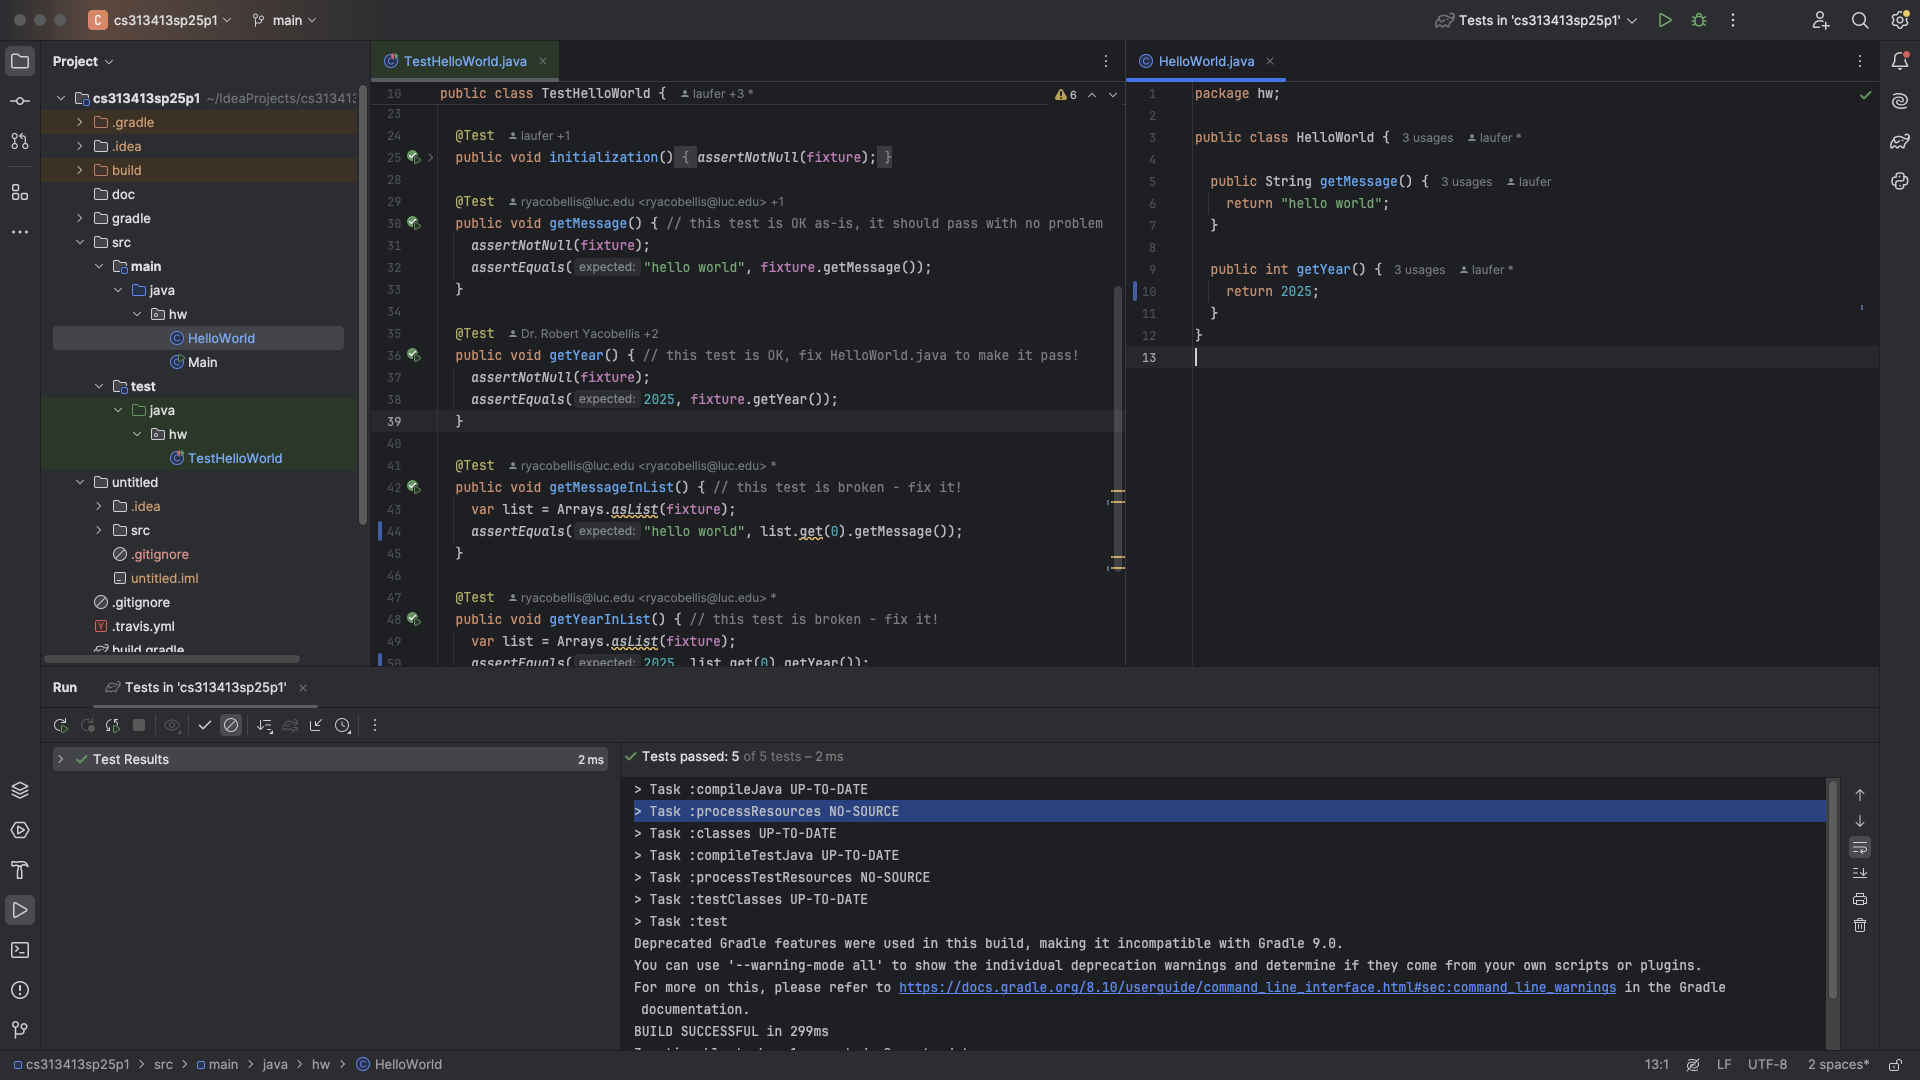 C cs313413sp25p1 main Tests in 'cs313413sp25p1'
Project
cs313413sp25p1 ~/IdeaProjects/cs313413
.gradle
.idea
build
doc
gradle
src
main
java
hw
HelloWorld
Main
test
java
hw
TestHelloWorld
untitled
.idea
src
.gitignore
untitled.iml
.gitignore
.travis.yml
build.gradle
TestHelloWorld.java
10 public class TestHelloWorld { laufer +3 * 6
23
24 @Test laufer +1
25 public void initialization() { assertNotNull(fixture); }
28
29 @Test ryacobellis@luc.edu <ryacobellis@luc.edu> +1
30 public void getMessage() { // this test is OK as-is, it should pass with no problem
31 assertNotNull(fixture);
32 assertEquals( expected: "hello world", fixture.getMessage());
33 }
34
35 @Test Dr. Robert Yacobellis +2
36 public void getYear() { // this test is OK, fix HelloWorld.java to make it pass!
37 assertNotNull(fixture);
38 assertEquals( expected: 2025, fixture.getYear());
39 }
40
41 @Test ryacobellis@luc.edu <ryacobellis@luc.edu> *
42 public void getMessageInList() { // this test is broken - fix it!
43 var list = Arrays.asList(fixture);
44 assertEquals( expected: "hello world", list.get(0).getMessage());
45 }
46
47 @Test ryacobellis@luc.edu <ryacobellis@luc.edu> *
48 public void getYearInList() { // this test is broken - fix it!
49 var list = Arrays.asList(fixture);
50 assertEquals( expected: 2025, list.get(0).getYear());
HelloWorld.java
1 package hw;
2
3 public class HelloWorld { 3 usages laufer *
4
5 public String getMessage() { 3 usages laufer
6 return "hello world";
7 }
8
9 public int getYear() { 3 usages laufer *
10 return 2025;
11 }
12 }
13
Run Tests in 'cs313413sp25p1'
Test Results 2 ms
Tests passed: 5 of 5 tests – 2 ms
> Task :compileJava UP-TO-DATE
> Task :processResources NO-SOURCE
> Task :classes UP-TO-DATE
> Task :compileTestJava UP-TO-DATE
> Task :processTestResources NO-SOURCE
> Task :testClasses UP-TO-DATE
> Task :test
Deprecated Gradle features were used in this build, making it incompatible with Gradle 9.0.
You can use '--warning-mode all' to show the individual deprecation warnings and determine if they come from your own scripts or plugins.
For more on this, please refer to https://docs.gradle.org/8.10/userguide/command_line_interface.html#sec:command_line_warnings in the Gradle
documentation.
BUILD SUCCESSFUL in 299ms
cs313413sp25p1 > src > main > java > hw > HelloWorld 13:1 LF UTF-8 2 spaces*